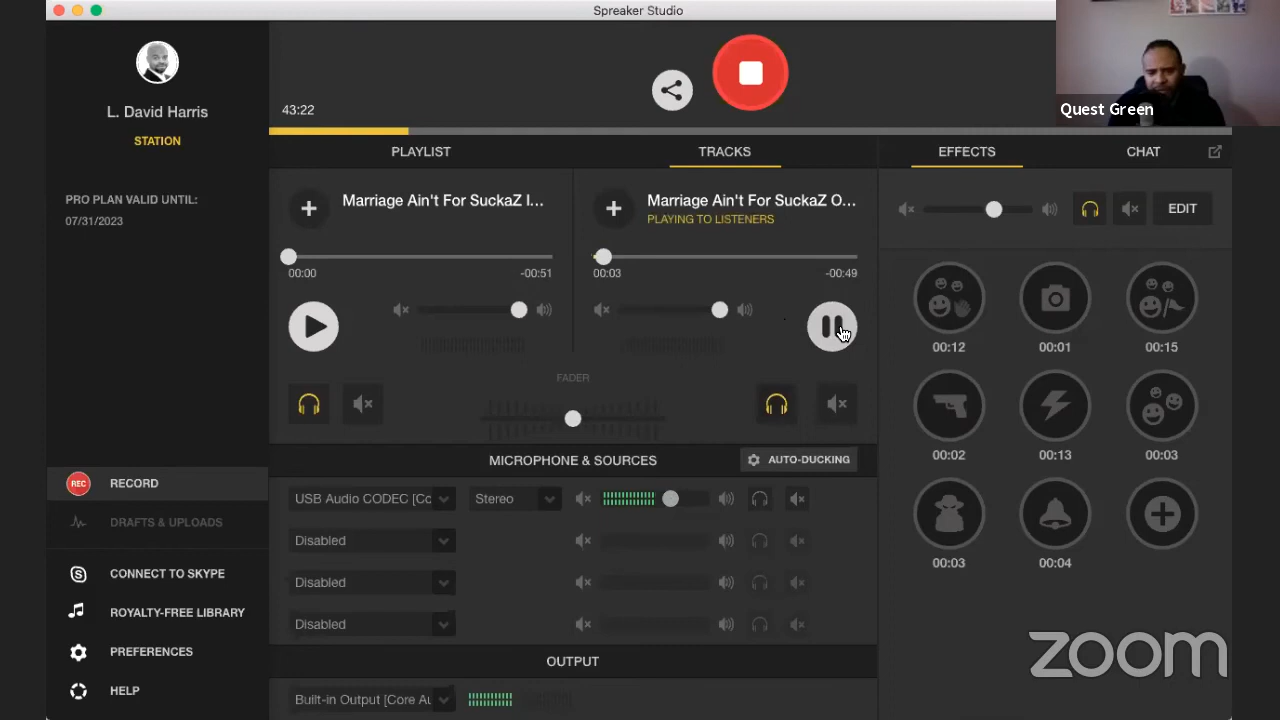 Spreaker Studio
L. David Harris
STATION
PRO PLAN VALID UNTIL:
07/31/2023
43:22
Quest Green
PLAYLIST
TRACKS
EFFECTS
CHAT
Marriage Ain't For SuckaZ I...
Marriage Ain't For SuckaZ O...
PLAYING TO LISTENERS
EDIT
00:00
-00:51
00:03
-00:49
00:12
00:01
00:15
FADER
00:02
00:13
00:03
MICROPHONE & SOURCES
AUTO-DUCKING
REC
RECORD
USB Audio CODEC [Co
Stereo
DRAFTS & UPLOADS
Disabled
00:03
00:04
CONNECT TO SKYPE
Disabled
ROYALTY-FREE LIBRARY
Disabled
PREFERENCES
OUTPUT
HELP
Built-in Output [Core Au
zoom